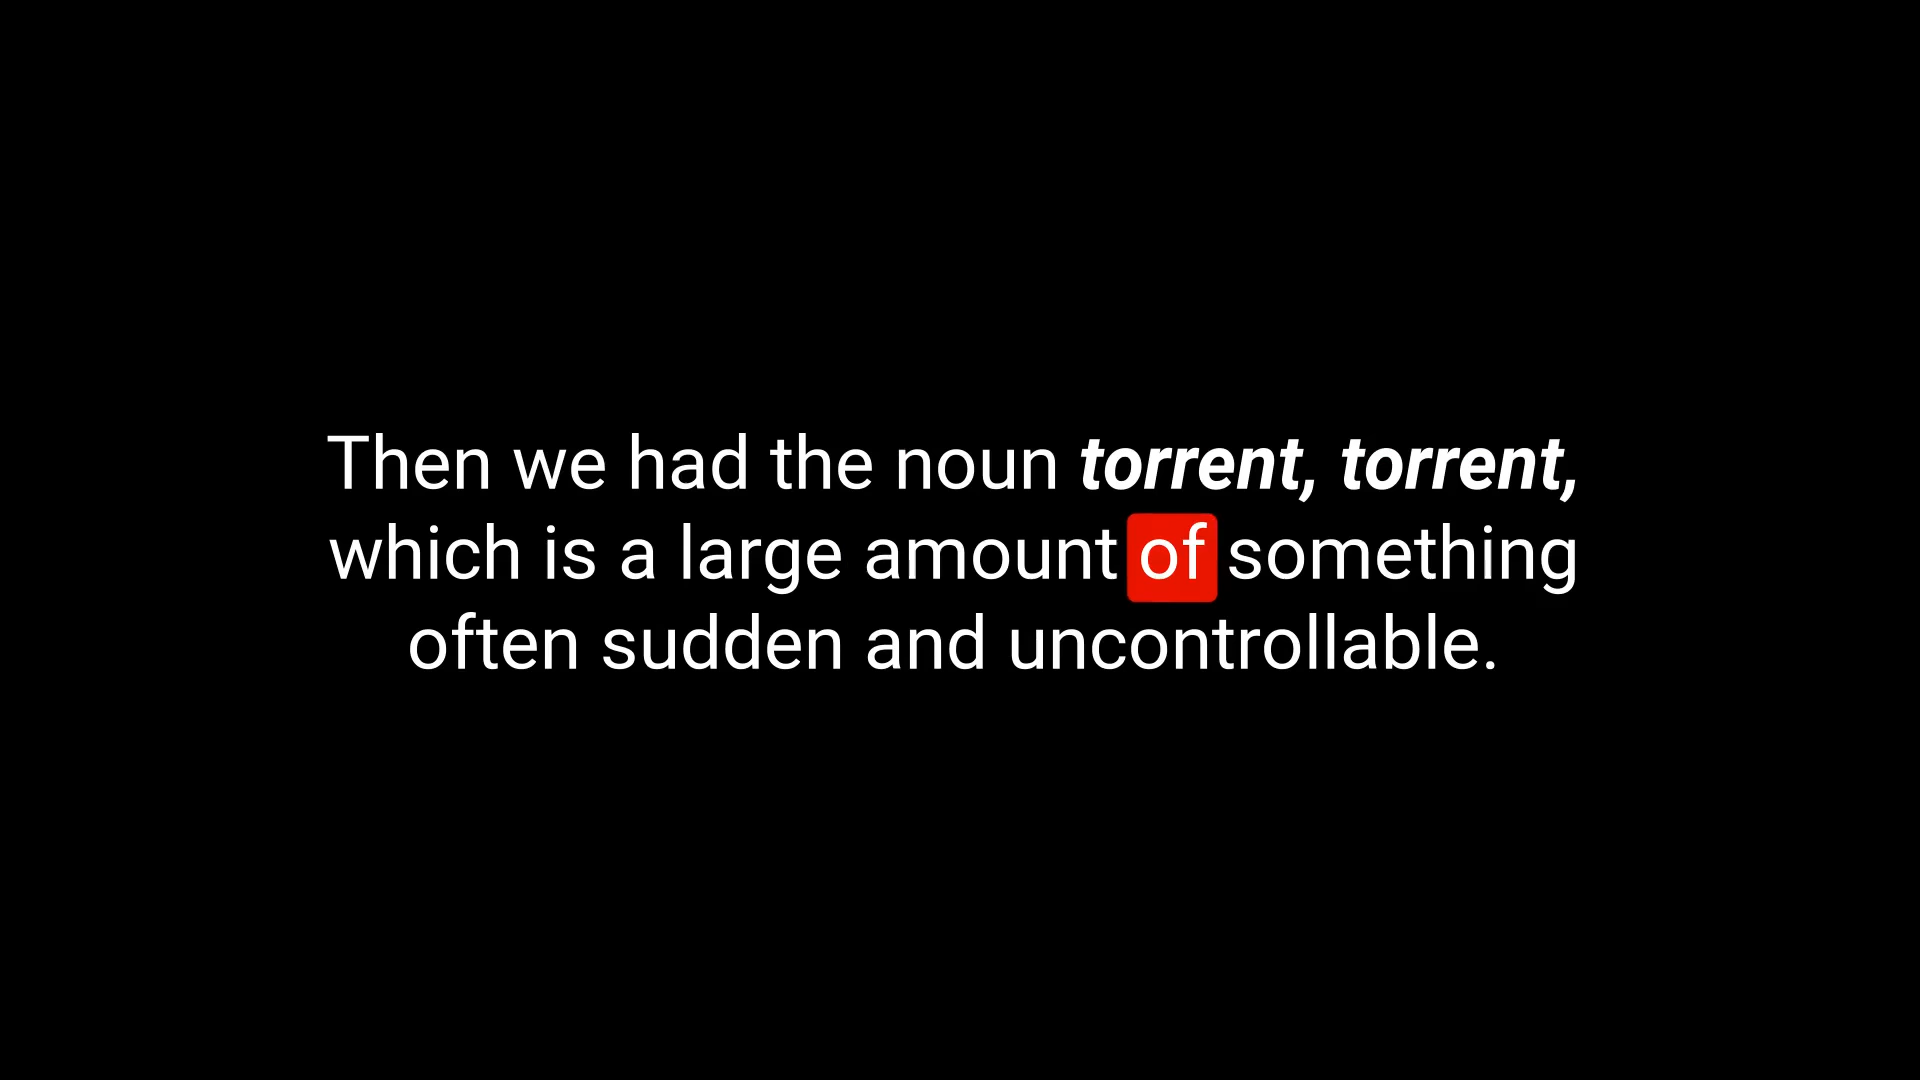 Then we had the noun torrent, torrent,
which is a large amount of something
often sudden and uncontrollable.